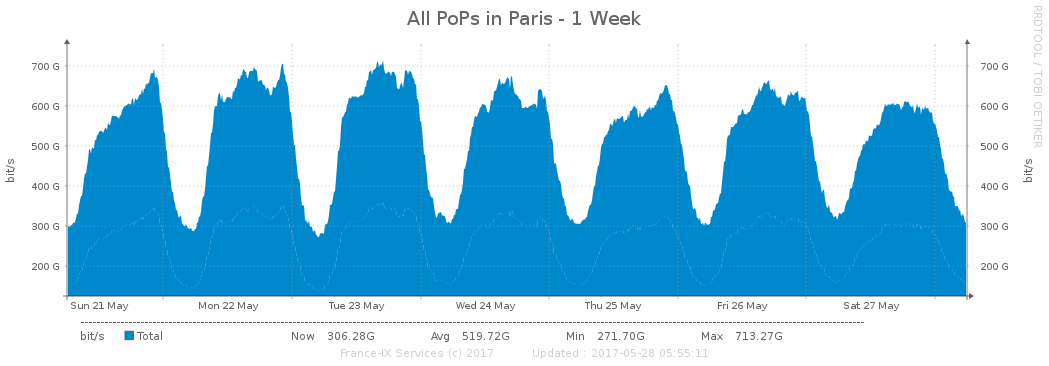 All PoPs in Paris - 1 Week
RRDTOOL / TOBI OETIKER
bit/s
700 G
600 G
500 G
400 G
300 G
200 G
700 G
600 G
500 G
400 G
300 G
200 G
bit/s
Sun 21 May Mon 22 May Tue 23 May Wed 24 May Thu 25 May Fri 26 May Sat 27 May
bit/s Total Now 306.28G Avg 519.72G Min 271.70G Max 713.27G
France-IX Services (c) 2017 Updated : 2017-05-28 05:55:11